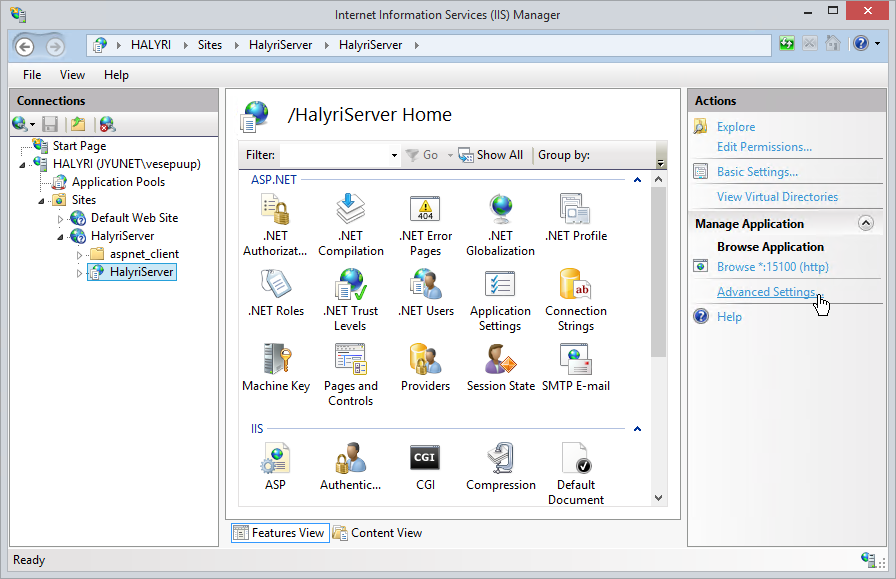 Internet Information Services (IIS) Manager
HALYRI Sites HalyriServer HalyriServer
File View Help
Connections
Start Page
HALYRI (JYUNET\vesepuup)
Application Pools
Sites
Default Web Site
HalyriServer
aspnet_client
HalyriServer
/HalyriServer Home
Filter: Go Show All Group by:
ASP.NET
.NET Authorizat...
.NET Compilation
404
.NET Error Pages
.NET Globalization
.NET Profile
.NET Roles
.NET Trust Levels
.NET Users
Application Settings
ab
Connection Strings
Machine Key
Pages and Controls
Providers
Session State
SMTP E-mail
IIS
ASP
Authentic...
CGI
CGI
Compression
Default Document
Features View Content View
Actions
Explore
Edit Permissions...
Basic Settings...
View Virtual Directories
Manage Application
Browse Application
Browse *:15100 (http)
Advanced Settings...
Help
Ready